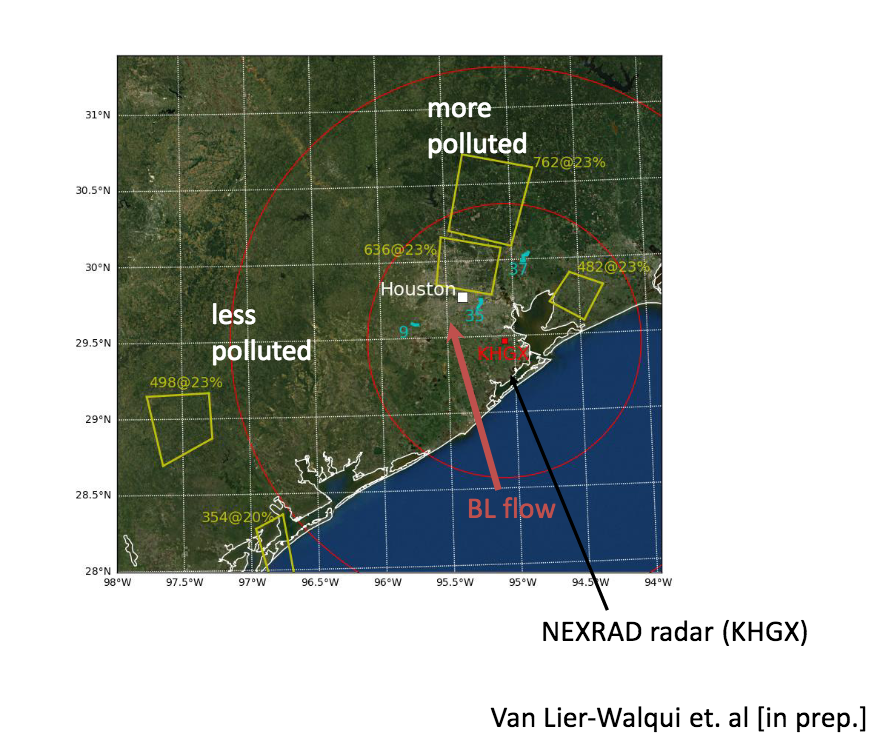 31°N
more
polluted
762@23%
30.5°N
636@23%
30°N
37
482@23%
Houston
35
less
polluted
9
29.5°N
KHGX
498@23%
29°N
BL flow
28.5°N
354@20%
28°N
98°W 97.5°W 97°W 96.5°W 96°W 95.5°W 95°W 94.5°W 94°W
NEXRAD radar (KHGX)
Van Lier-Walqui et. al [in prep.]